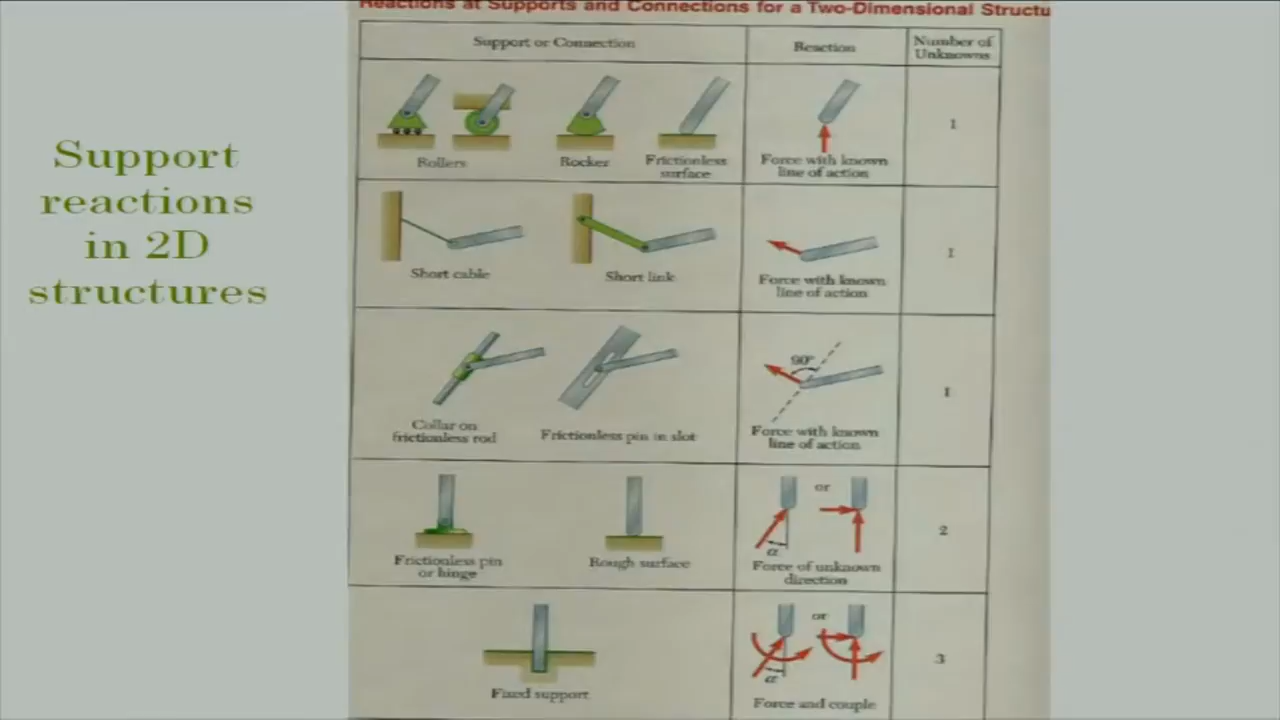 Reactions at Supports and Connections for a Two-Dimensional Structu
Support
reactions
in 2D
structures
Support or Connection
Reaction
Number of
Unknowns
Rollers
Rocker
Frictionless
surface
Force with known
line of action
1
Short cable
Short link
Force with known
line of action
1
Collar on
frictionless rod
Frictionless pin in slot
90°
Force with known
line of action
1
Frictionless pin
or hinge
Rough surface
or
α
Force of unknown
direction
2
Fixed support
or
α
Force and couple
3